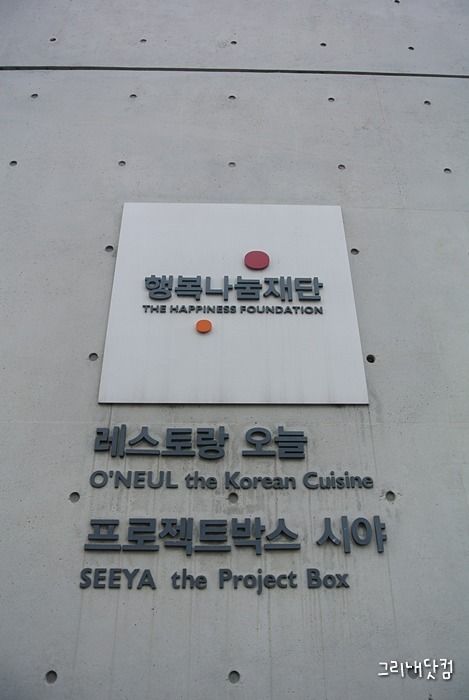 행복나눔재단
THE HAPPINESS FOUNDATION
레스토랑 오늘
O'NEUL the Korean Cuisine
프로젝트박스 시야
SEEYA the Project Box
그리내닷컴